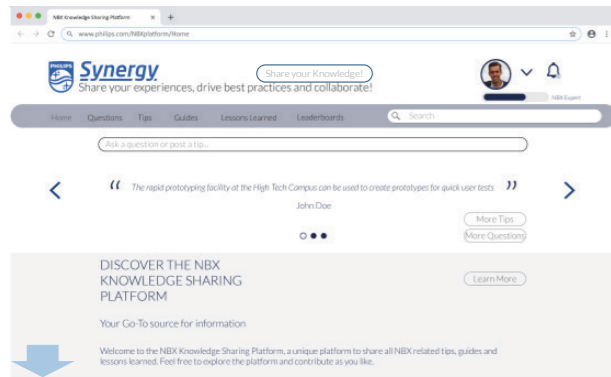 NBX Knowledge Sharing Platform
www.philips.com/NBXplatform/Home
PHILIPS
Synergy
Share your Knowledge!
Share your experiences, drive best practices and collaborate!
NBX Expert
Home Questions Tips Guides Lessons Learned Leaderboards Search
Ask a question or post a tip...
“ The rapid prototyping facility at the High Tech Campus can be used to create prototypes for quick user tests ”
John Doe
More Tips
More Questions
DISCOVER THE NBX
KNOWLEDGE SHARING
PLATFORM
Learn More
Your Go-To source for information
Welcome to the NBX Knowledge Sharing Platform, a unique platform to share all NBX related tips, guides and
lessons learned. Feel free to explore the platform and contribute as you like.